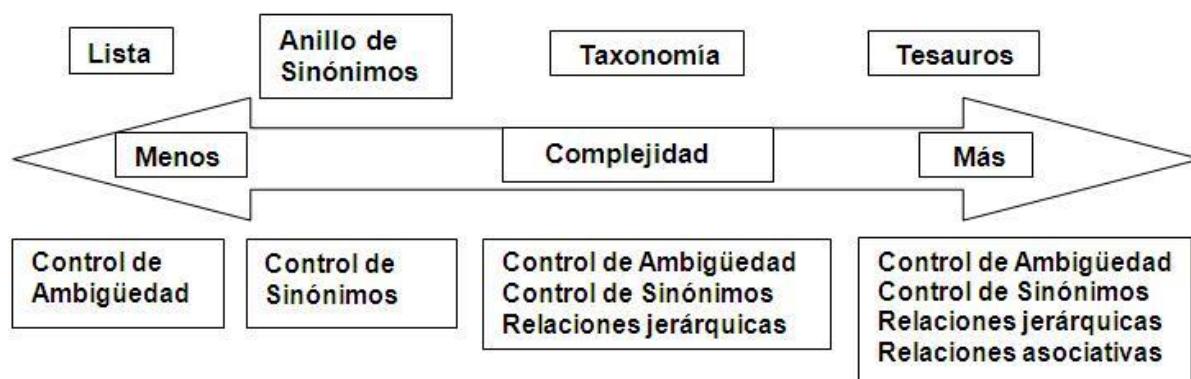 Lista
Anillo de
Sinónimos
Taxonomía
Tesauros
Menos
Complejidad
Más
Control de
Ambigüedad
Control de
Sinónimos
Control de Ambigüedad
Control de Sinónimos
Relaciones jerárquicas
Control de Ambigüedad
Control de Sinónimos
Relaciones jerárquicas
Relaciones asociativas